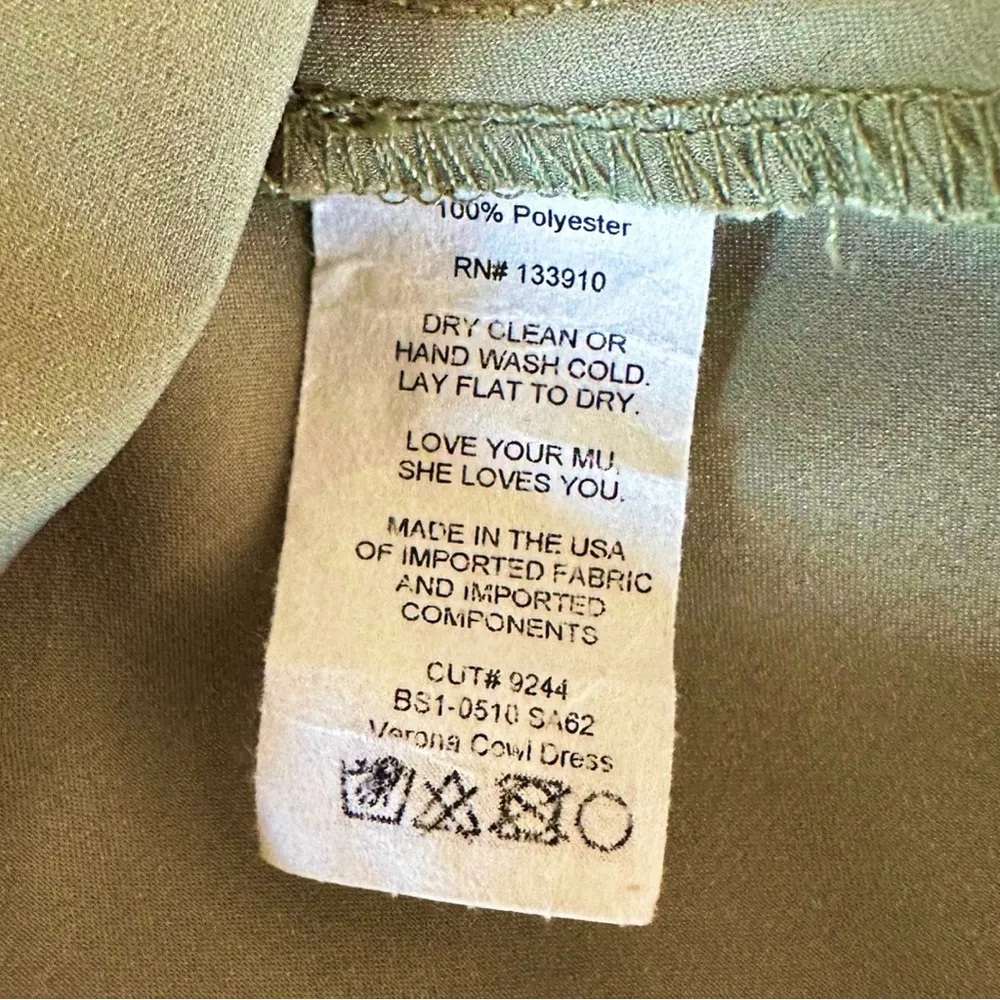 100% Polyester
RN# 133910
DRY CLEAN OR
HAND WASH COLD.
LAY FLAT TO DRY.
LOVE YOUR MU.
SHE LOVES YOU.
MADE IN THE USA
OF IMPORTED FABRIC
AND IMPORTED
COMPONENTS
CUT# 9244
BS1-0510 SA62
Verona Cowl Dress